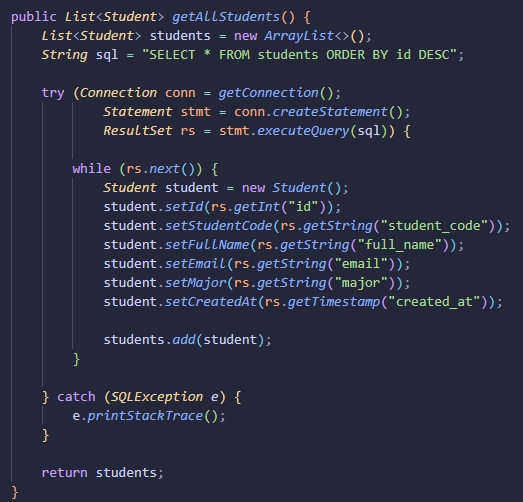 public List<Student> getAllStudents() {
    List<Student> students = new ArrayList<>();
    String sql = "SELECT * FROM students ORDER BY id DESC";

    try (Connection conn = getConnection();
            Statement stmt = conn.createStatement();
            ResultSet rs = stmt.executeQuery(sql)) {

        while (rs.next()) {
            Student student = new Student();
            student.setId(rs.getInt("id"));
            student.setStudentCode(rs.getString("student_code"));
            student.setFullName(rs.getString("full_name"));
            student.setEmail(rs.getString("email"));
            student.setMajor(rs.getString("major"));
            student.setCreatedAt(rs.getTimestamp("created_at"));

            students.add(student);
        }

    } catch (SQLException e) {
        e.printStackTrace();
    }

    return students;
}